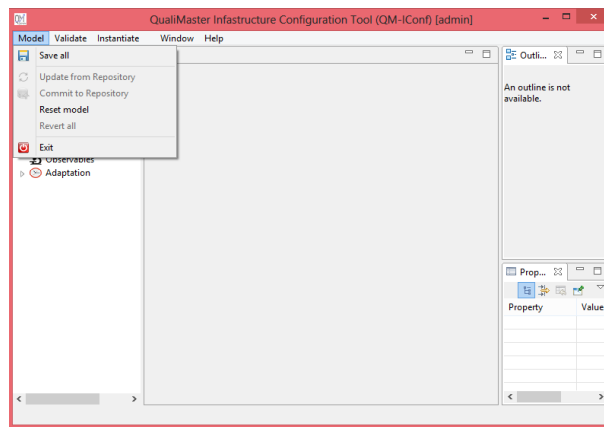 QM
QualiMaster Infastructure Configuration Tool (QM-IConf) [admin]
Model Validate Instantiate Window Help
Save all
Update from Repository
Commit to Repository
Reset model
Revert all
Exit
Observables
Adaptation
Outli...
An outline is not
available.
Prop...
Property Value